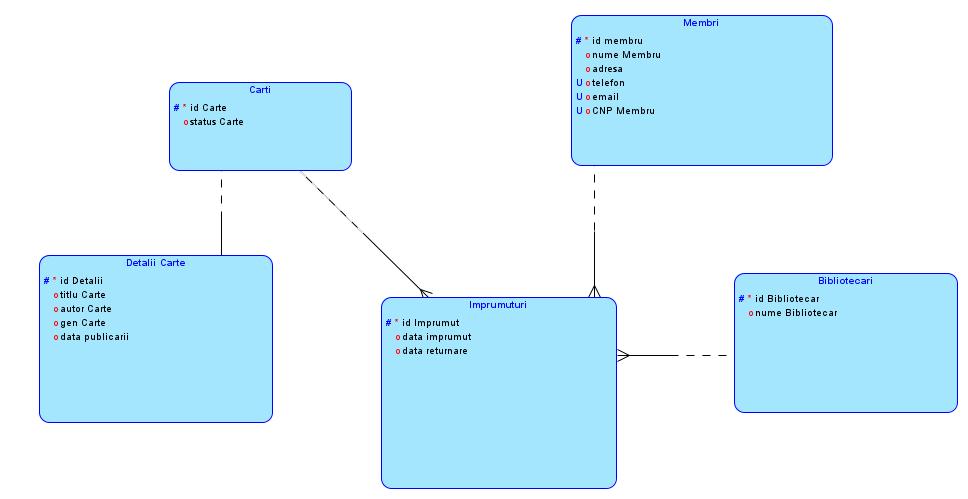 Membri
# * id membru
o nume Membru
o adresa
U o telefon
U o email
U o CNP Membru
Carti
# * id Carte
o status Carte
Detalii Carte
# * id Detalii
o titlu Carte
o autor Carte
o gen Carte
o data publicarii
Imprumuturi
# * id Imprumut
o data imprumut
o data returnare
Bibliotecari
# * id Bibliotecar
o nume Bibliotecar